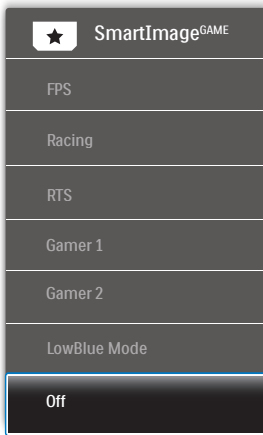 SmartImageGAME
FPS
Racing
RTS
Gamer 1
Gamer 2
LowBlue Mode
Off